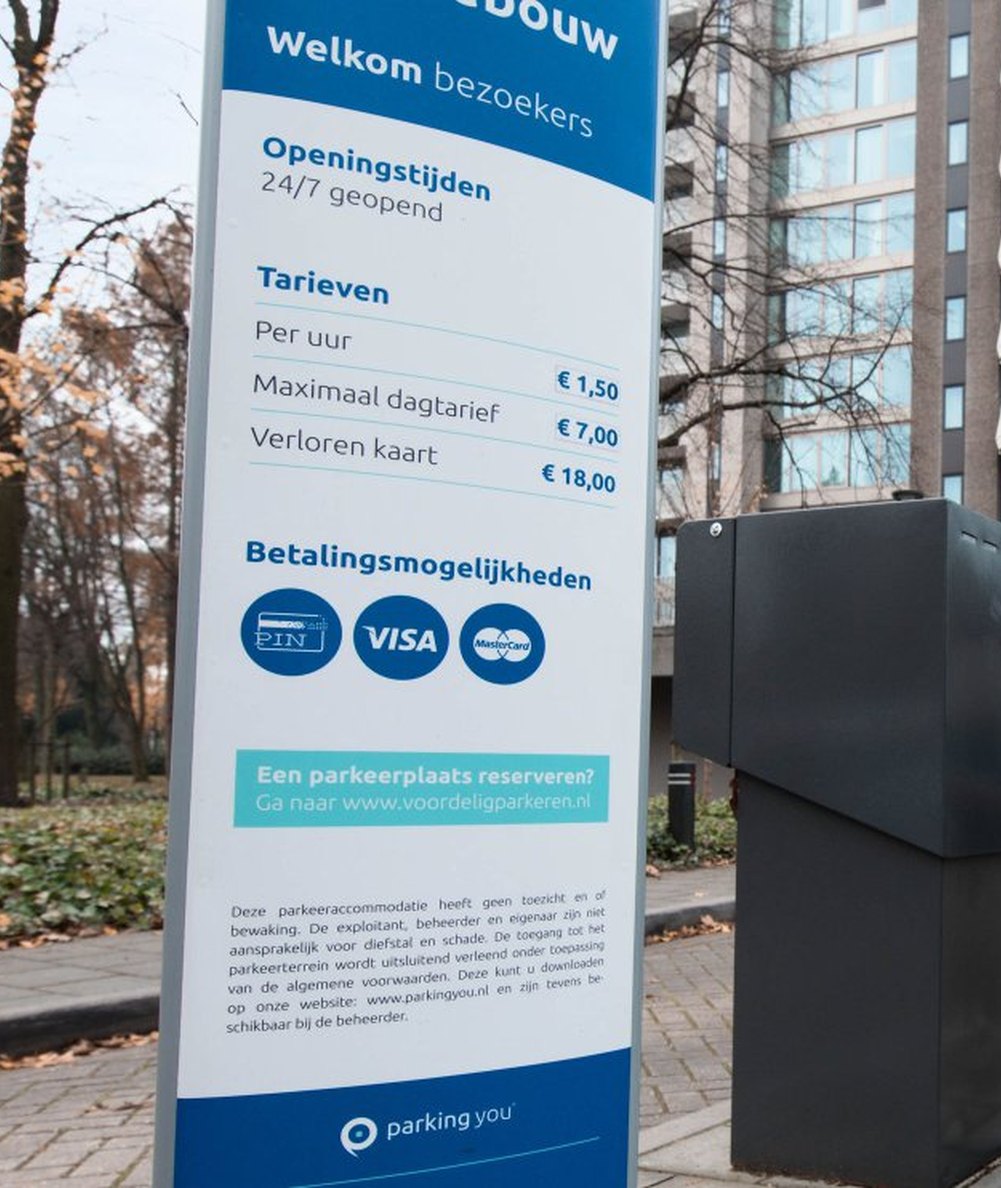 Welkom bezoekers
Openingstijden
24/7 geopend
Tarieven
Per uur € 1,50
Maximaal dagtarief € 7,00
Verloren kaart € 18,00
Betalingsmogelijkheden
PIN VISA MasterCard
Een parkeerplaats reserveren?
Ga naar www.voordeligparkeren.nl
Deze parkeeraccommodatie heeft geen toezicht en of
bewaking. De exploitant, beheerder en eigenaar zijn niet
aansprakelijk voor diefstal en schade. De toegang tot het
parkeerterrein wordt uitsluitend verleend onder toepassing
van de algemene voorwaarden. Deze kunt u downloaden
op onze website: www.parkingyou.nl en zijn tevens be-
schikbaar bij de beheerder.
parking you